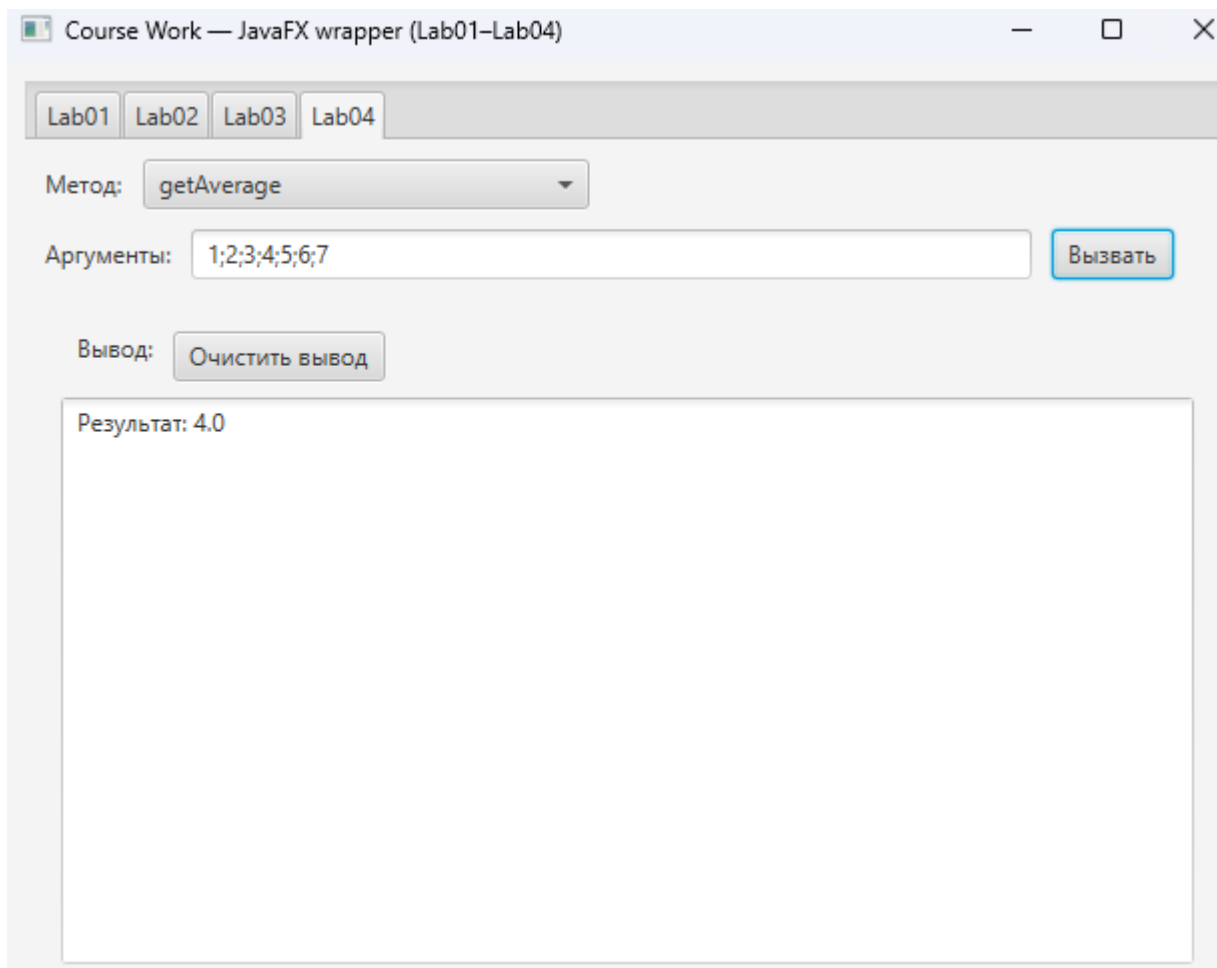 Course Work — JavaFX wrapper (Lab01–Lab04)
Lab01 Lab02 Lab03 Lab04
Метод: getAverage
Аргументы: 1;2;3;4;5;6;7 Вызвать
Вывод: Очистить вывод
Результат: 4.0